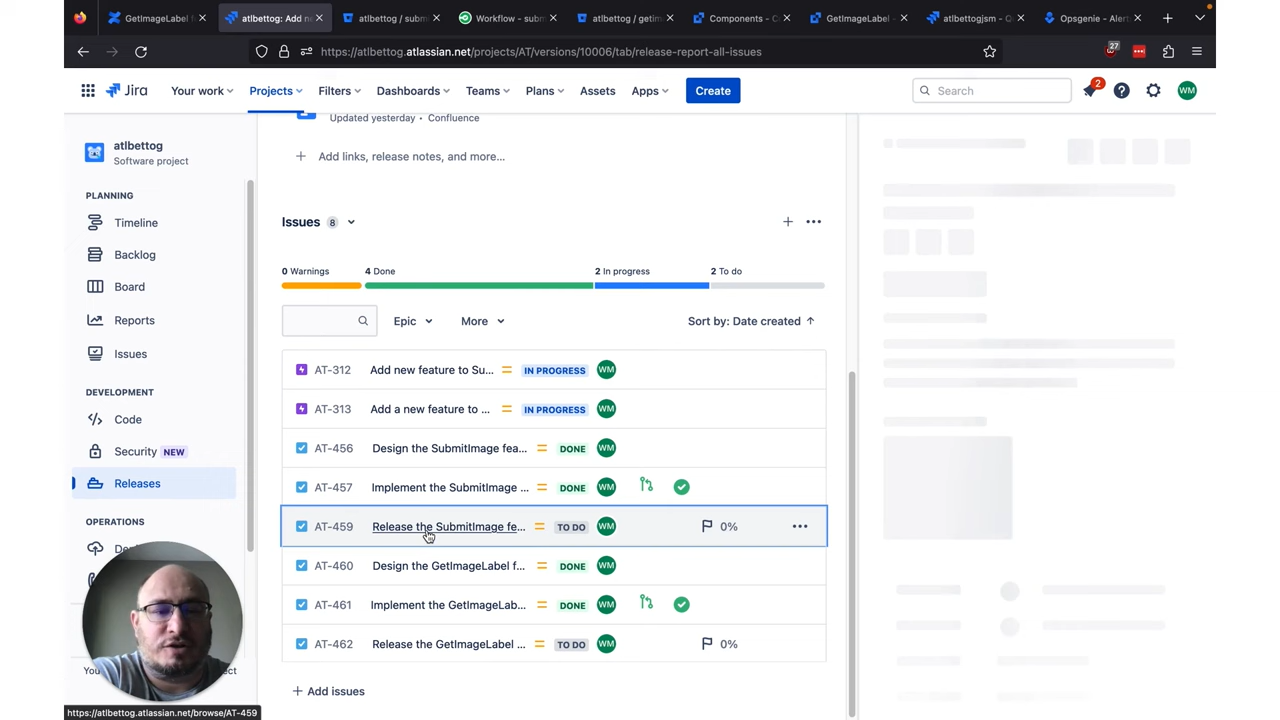 GetImageLabel fe
atlbettog: Add ne
atlbettog / subm
Workflow - subm
atlbettog / getim
Components - C
GetImageLabel -
atlbettogjsm - Q
Opsgenie - Alert
https://atlbettog.atlassian.net/projects/AT/versions/10006/tab/release-report-all-issues
27
Jira
Your work
Projects
Filters
Dashboards
Teams
Plans
Assets
Apps
Create
Search
2
WM
atlbettog
Software project
PLANNING
Timeline
Backlog
Board
Reports
Issues
DEVELOPMENT
Code
Security NEW
Releases
OPERATIONS
Updated yesterday • Confluence
+ Add links, release notes, and more...
Issues 8
0 Warnings
4 Done
2 In progress
2 To do
Epic
More
Sort by: Date created
AT-312 Add new feature to Su... IN PROGRESS WM
AT-313 Add a new feature to ... IN PROGRESS WM
AT-456 Design the SubmitImage fea... DONE WM
AT-457 Implement the SubmitImage ... DONE WM
AT-459 Release the SubmitImage fe... TO DO WM 0%
AT-460 Design the GetImageLabel f... DONE WM
AT-461 Implement the GetImageLab... DONE WM
AT-462 Release the GetImageLabel ... TO DO WM 0%
+ Add issues
https://atlbettog.atlassian.net/browse/AT-459